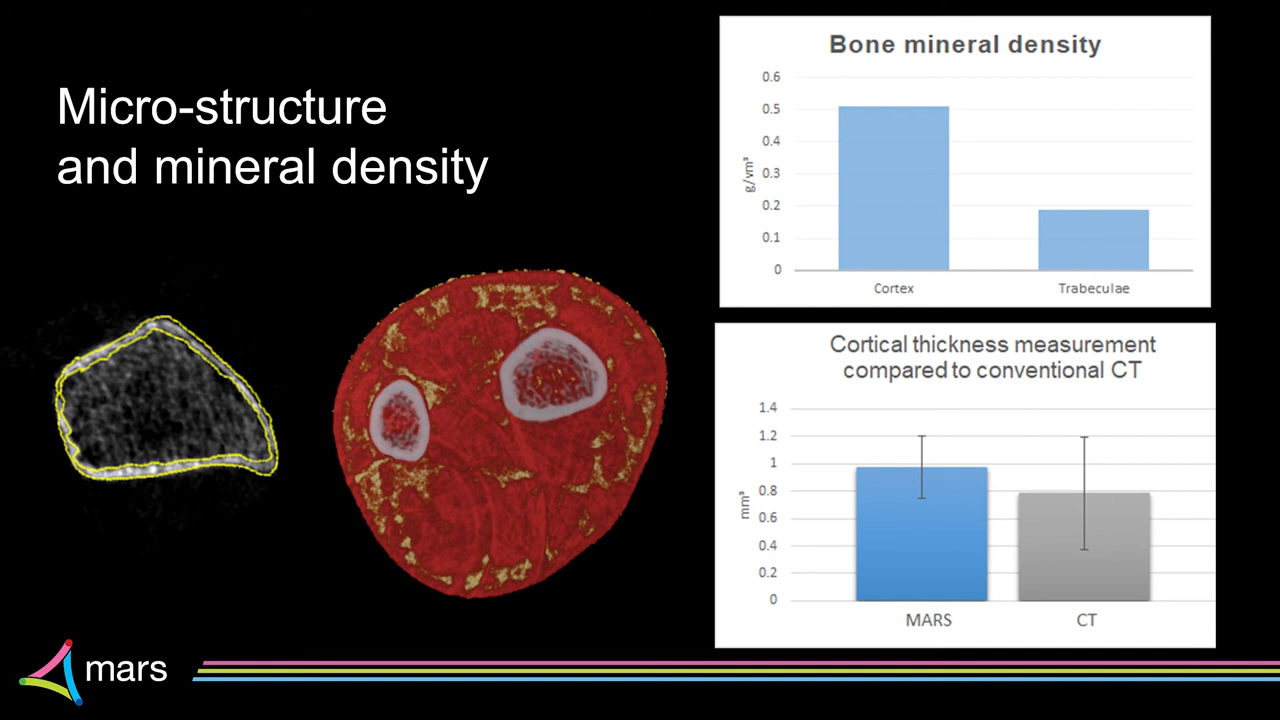 Micro-structure
and mineral density
Bone mineral density
0.6
0.5
0.4
0.3
0.2
0.1
0
g/vm³
Cortex
Trabeculae
Cortical thickness measurement
compared to conventional CT
1.4
1.2
1
0.8
0.6
0.4
0.2
0
mm³
MARS
CT
mars